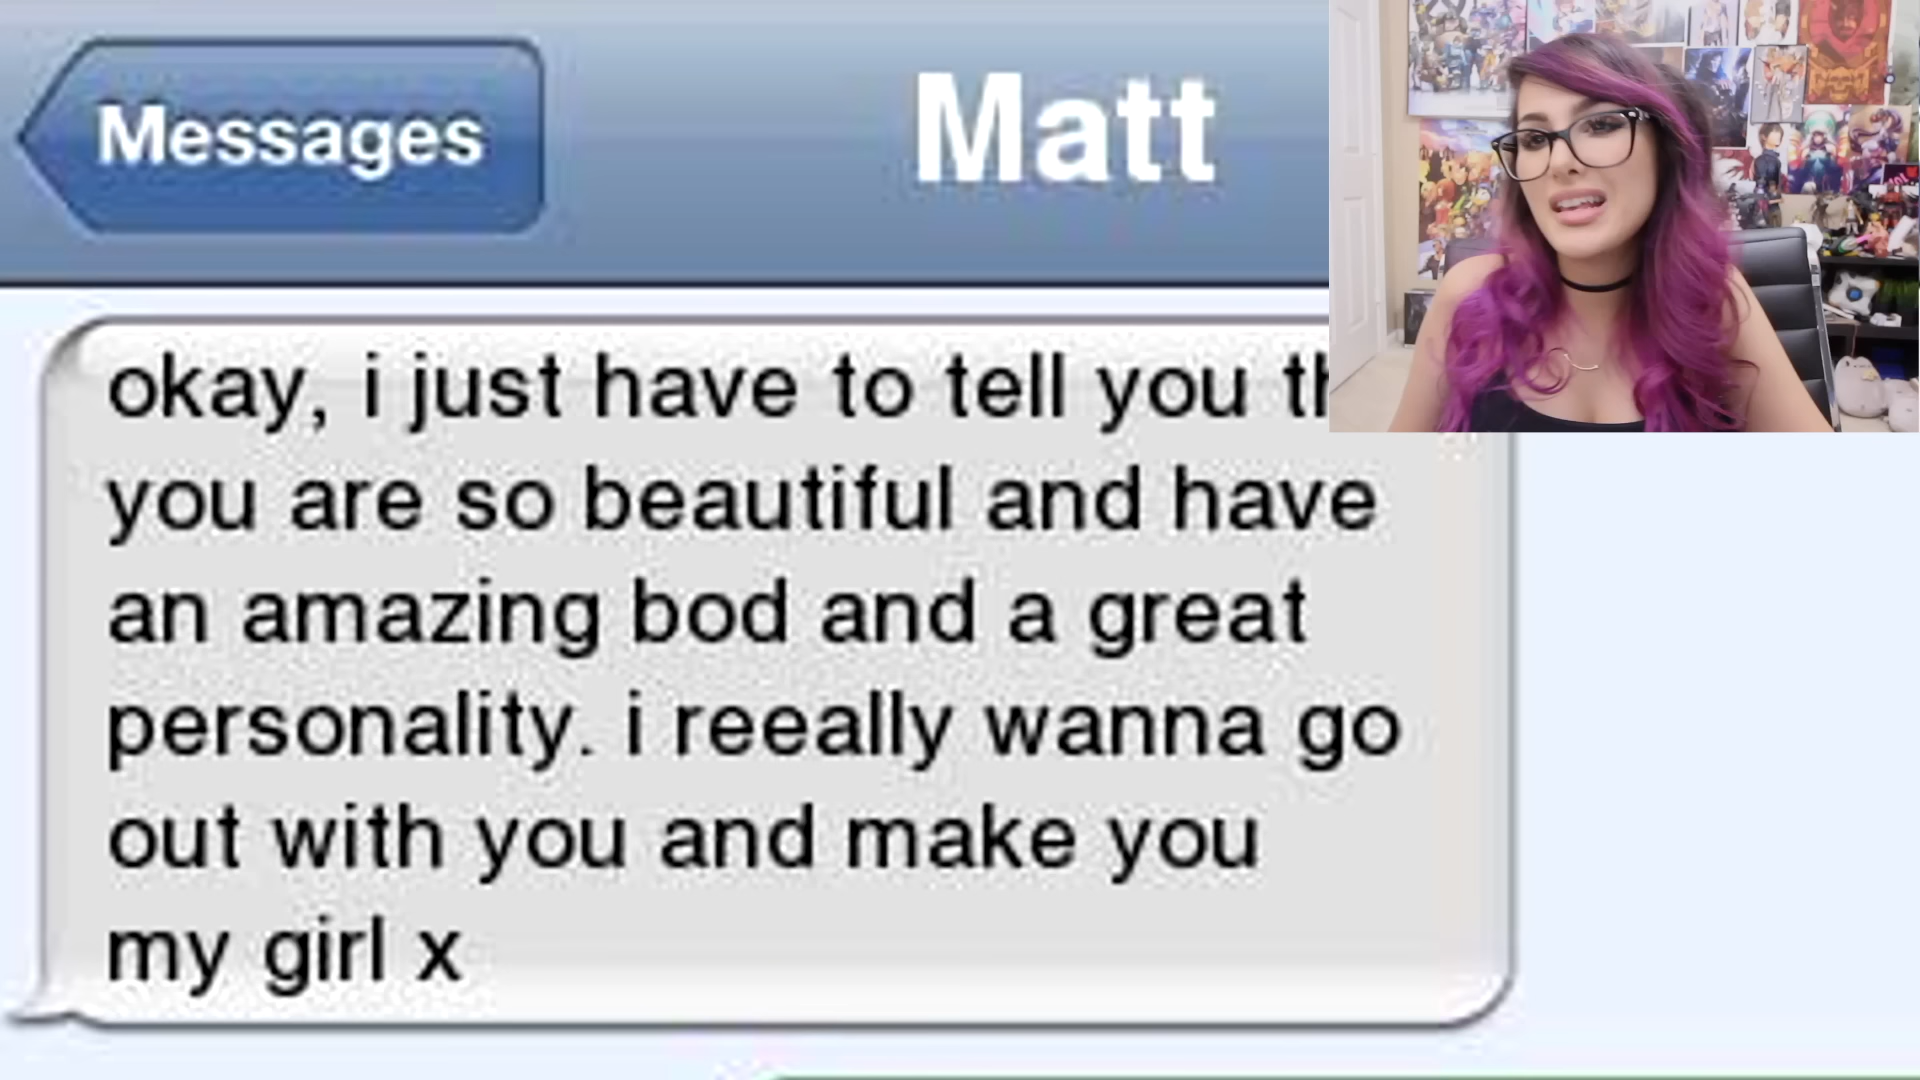 Messages
Matt
okay, i just have to tell you
you are so beautiful and have
an amazing bod and a great
personality. i reeally wanna go
out with you and make you
my girl x